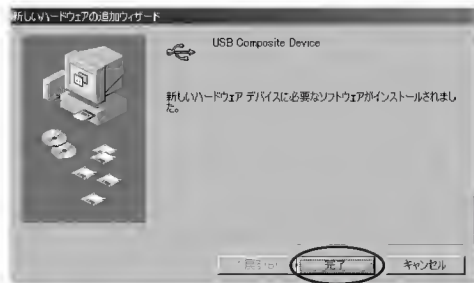 新しいハードウェアの追加ウィザード
USB Composite Device
新しいハードウェア デバイスに必要なソフトウェアがインストールされまし
た。
完了
キャンセル